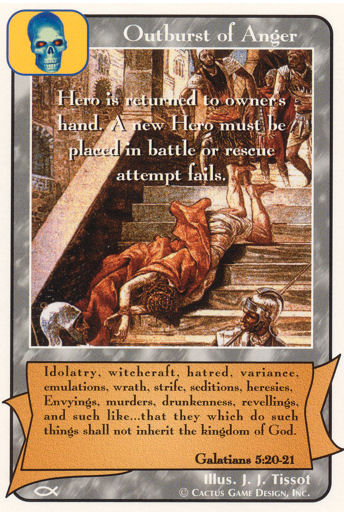 Outburst of Anger
Hero is returned to owner's
hand. A new Hero must be
placed in battle or rescue
attempt fails.
Idolatry, witchcraft, hatred, variance,
emulations, wrath, strife, seditions, heresies,
Envyings, murders, drunkenness, revellings,
and such like...that they which do such
things shall not inherit the kingdom of God.
Galatians 5:20-21
Illus. J. J. Tissot
© Cactus Game Design, Inc.